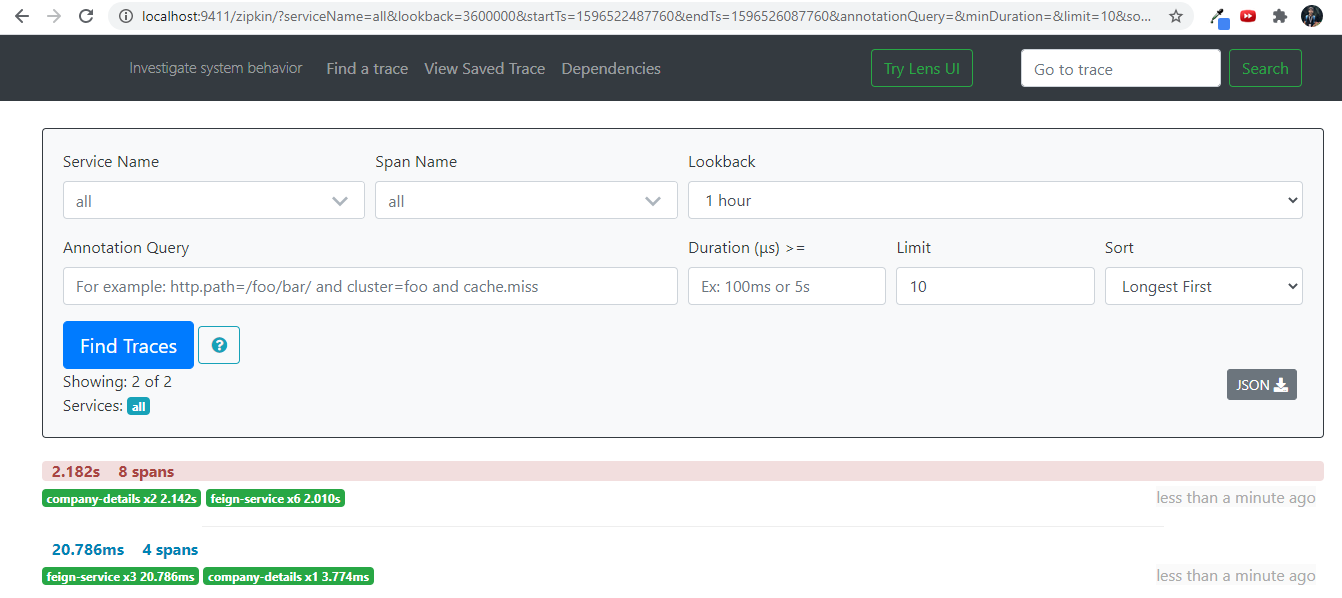 localhost:9411/zipkin/?serviceName=all&lookback=3600000&startTs=1596522487760&endTs=1596526087760&annotationQuery=&minDuration=&limit=10&so...
Investigate system behavior Find a trace View Saved Trace Dependencies Try Lens UI Go to trace Search
Service Name Span Name Lookback
all all 1 hour
Annotation Query Duration (μs) >= Limit Sort
For example: http.path=/foo/bar/ and cluster=foo and cache.miss Ex: 100ms or 5s 10 Longest First
Find Traces ?
Showing: 2 of 2
JSON
Services: all
2.182s 8 spans
company-details x2 2.142s feign-service x6 2.010s less than a minute ago
20.786ms 4 spans
feign-service x3 20.786ms company-details x1 3.774ms less than a minute ago